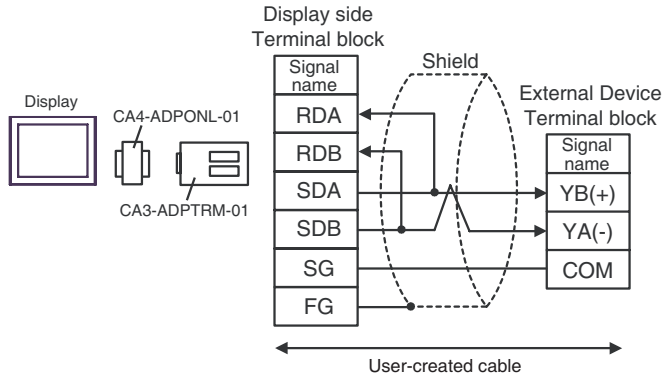 Display side
Terminal block
Shield
External Device
Terminal block
Display
CA4-ADPONL-01
CA3-ADPTRM-01
Signal
name
RDA
RDB
SDA
SDB
SG
FG
Signal
name
YB(+)
YA(-)
COM
User-created cable